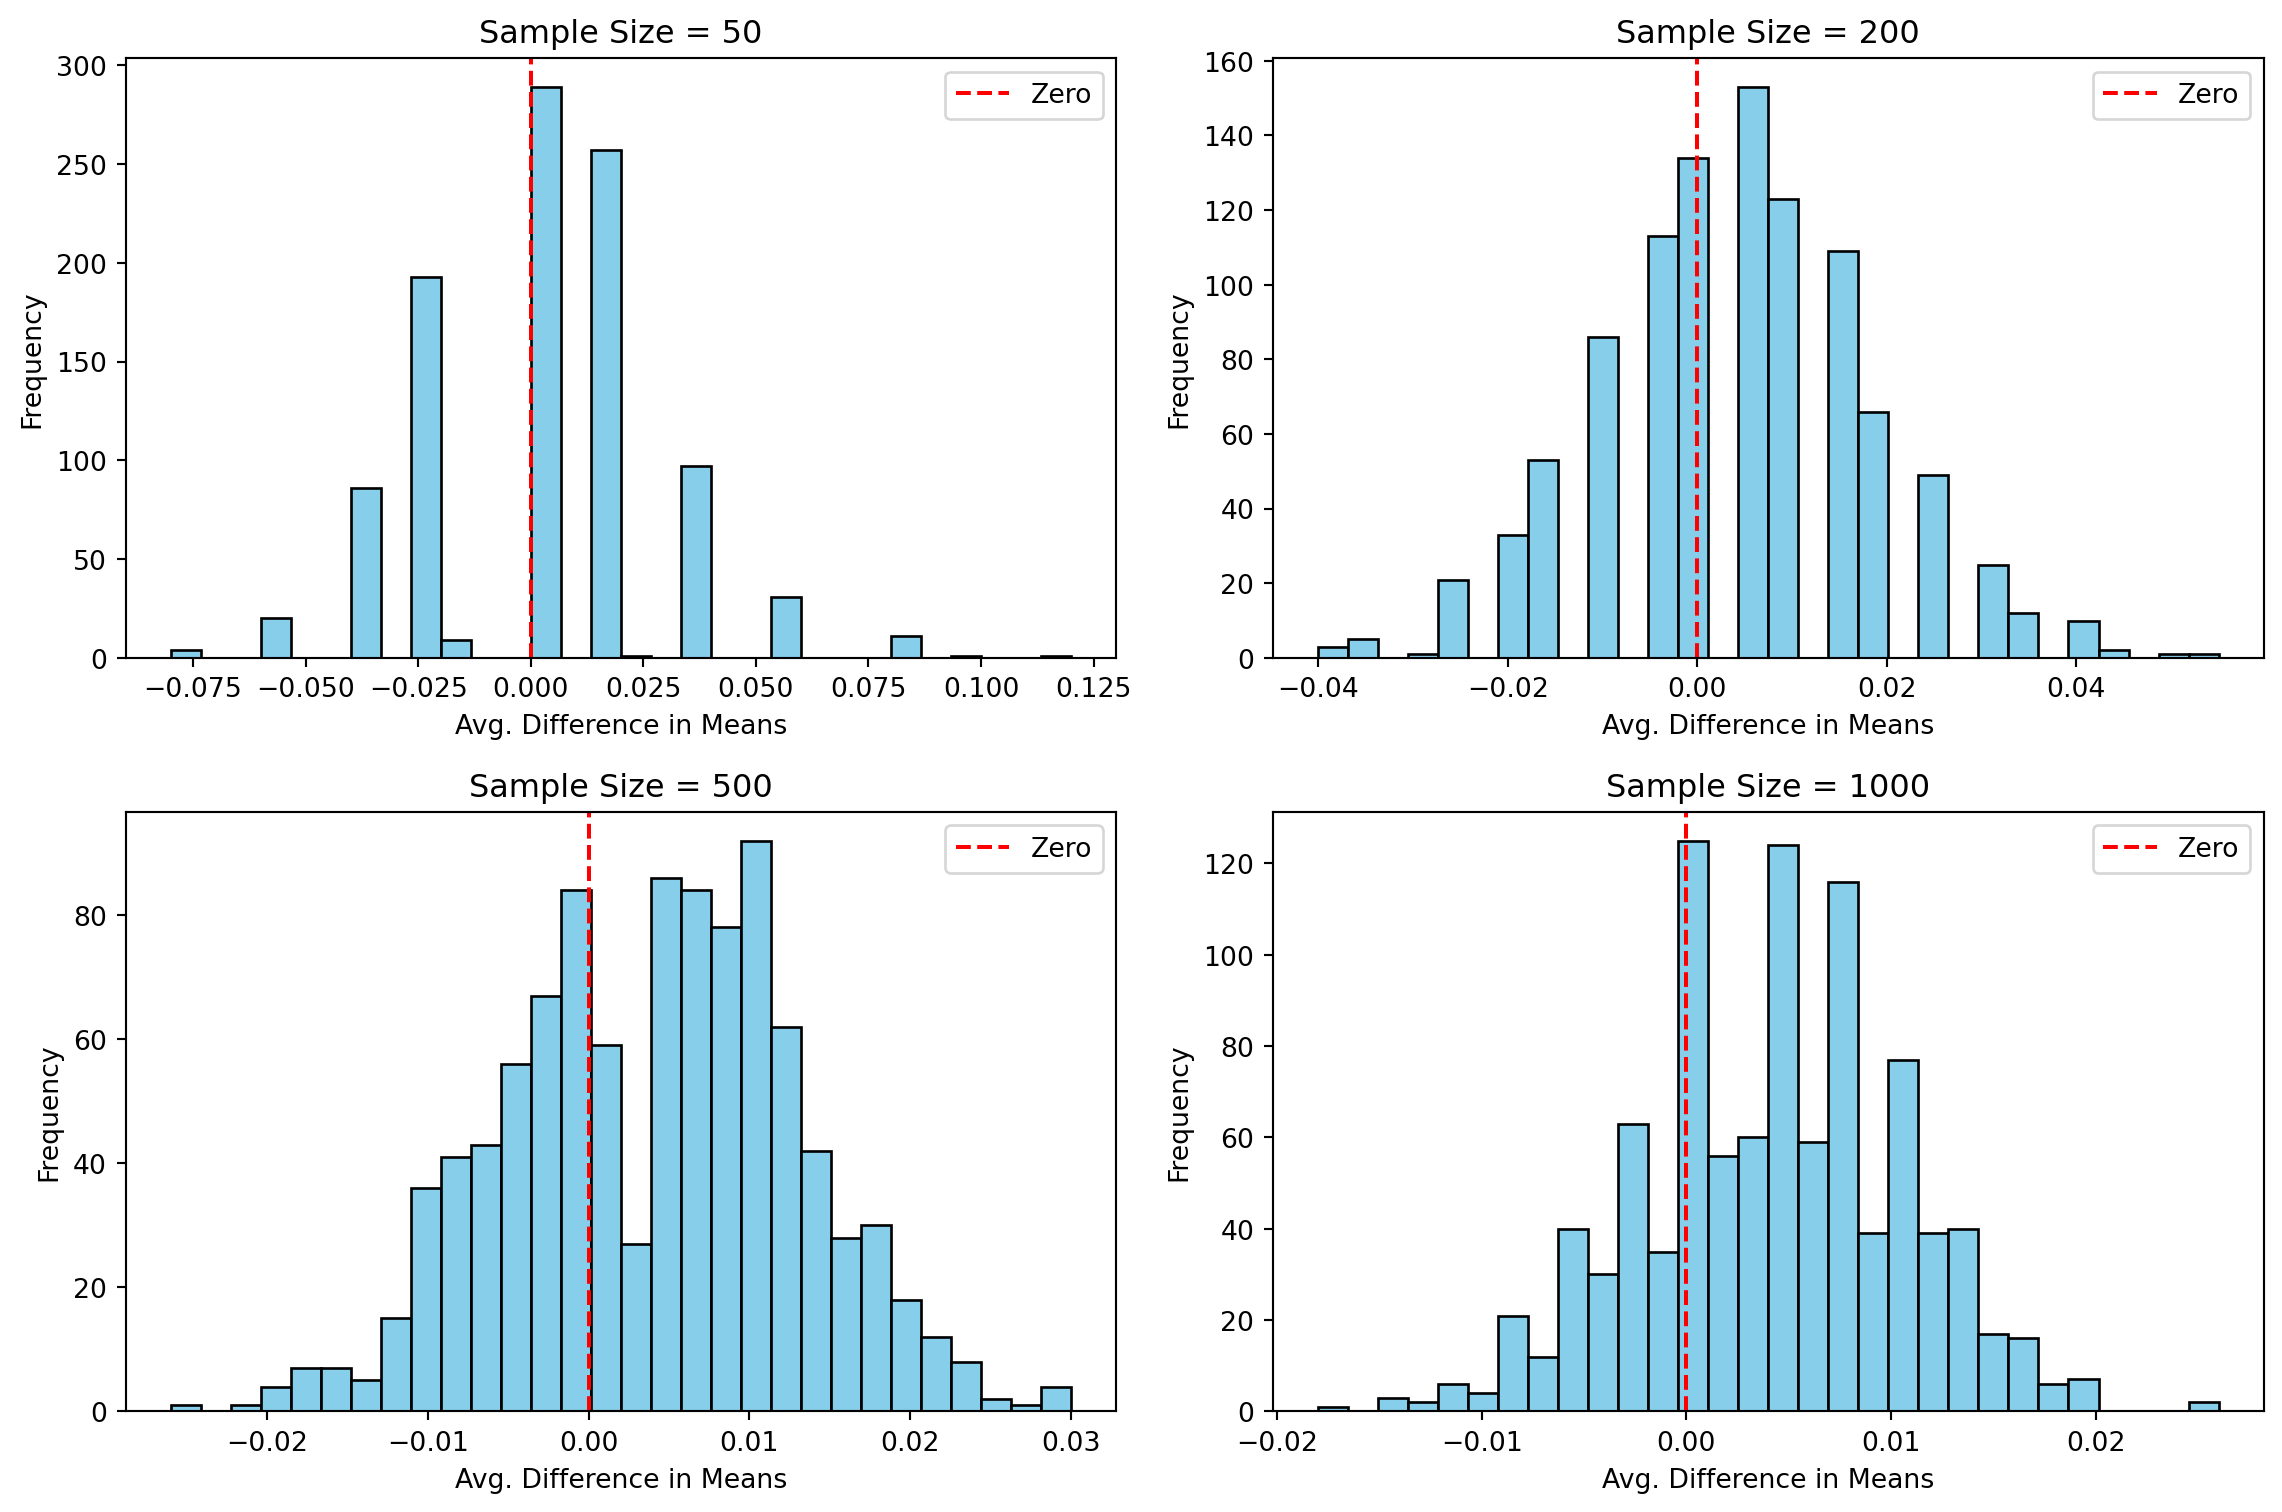 Sample Size = 50
Zero
300
250
200
150
100
50
0
Frequency
−0.075 −0.050 −0.025 0.000 0.025 0.050 0.075 0.100 0.125
Avg. Difference in Means
Sample Size = 200
Zero
160
140
120
100
80
60
40
20
0
Frequency
−0.04 −0.02 0.00 0.02 0.04
Avg. Difference in Means
Sample Size = 500
Zero
80
60
40
20
0
Frequency
−0.02 −0.01 0.00 0.01 0.02 0.03
Avg. Difference in Means
Sample Size = 1000
Zero
120
100
80
60
40
20
0
Frequency
−0.02 −0.01 0.00 0.01 0.02
Avg. Difference in Means